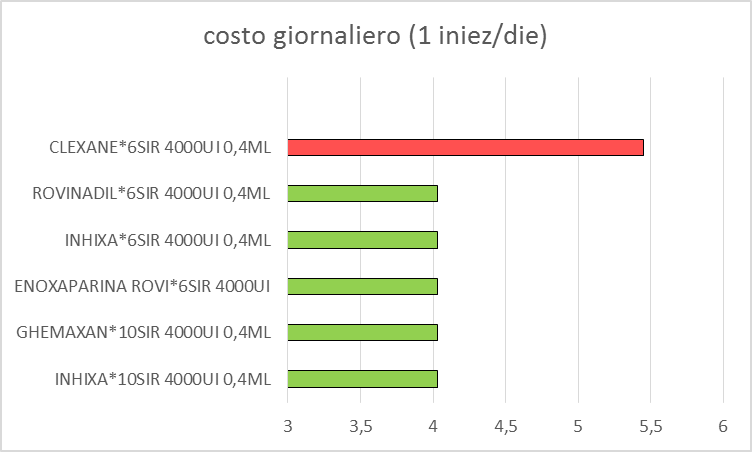 costo giornaliero (1 iniez/die)
CLEXANE*6SIR 4000UI 0,4ML
ROVINADIL*6SIR 4000UI 0,4ML
INHIXA*6SIR 4000UI 0,4ML
ENOXAPARINA ROVI*6SIR 4000UI
GHEMAXAN*10SIR 4000UI 0,4ML
INHIXA*10SIR 4000UI 0,4ML
3 3,5 4 4,5 5 5,5 6